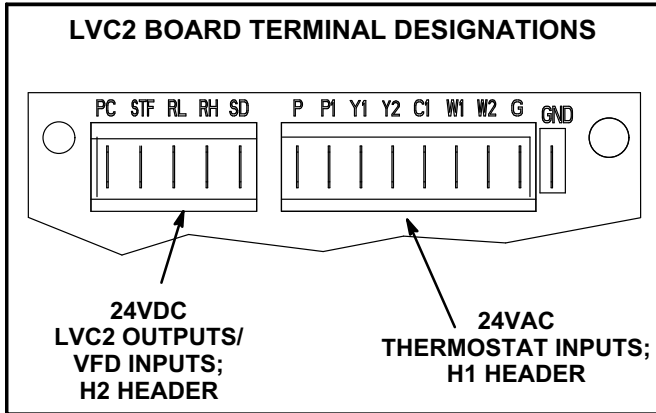 LVC2 BOARD TERMINAL DESIGNATIONS
PC STF RL RH SD P P1 Y1 Y2 C1 W1 W2 G GND
24VDC
LVC2 OUTPUTS/
VFD INPUTS;
H2 HEADER
24VAC
THERMOSTAT INPUTS;
H1 HEADER